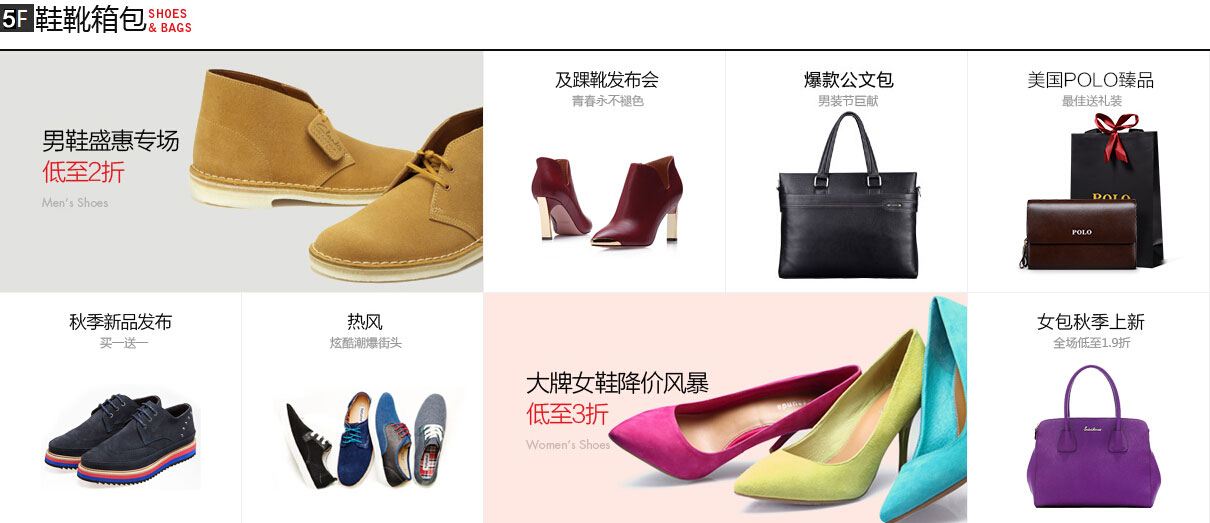 5F 鞋靴箱包 SHOES
& BAGS
男鞋盛惠专场
低至2折
Men's Shoes
及踝靴发布会
青春永不褪色
爆款公文包
男装节巨献
美国POLO臻品
最佳送礼装
POLO
POLO
秋季新品发布
买一送一
热风
炫酷潮爆街头
大牌女鞋降价风暴
低至3折
Women's Shoes
女包秋季上新
全场低至1.9折